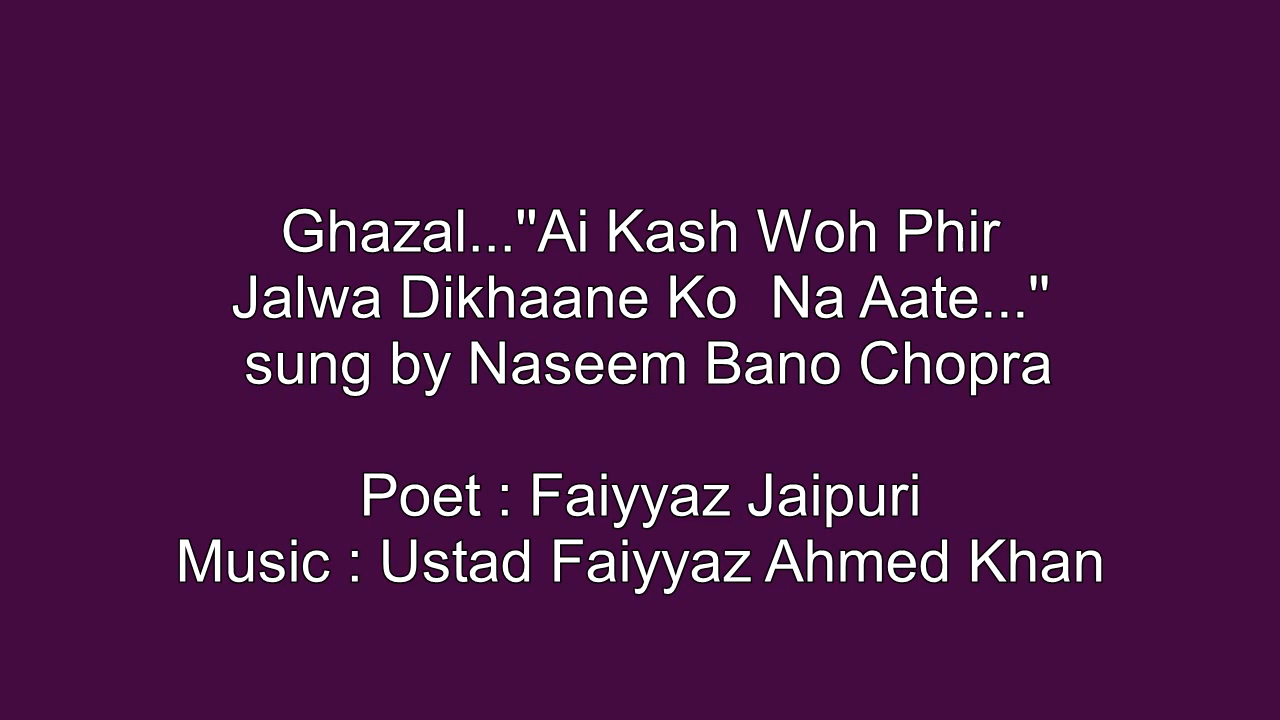 Ghazal..."Ai Kash Woh Phir
Jalwa Dikhaane Ko  Na Aate..."
sung by Naseem Bano Chopra
Poet : Faiyyaz Jaipuri
Music : Ustad Faiyyaz Ahmed Khan